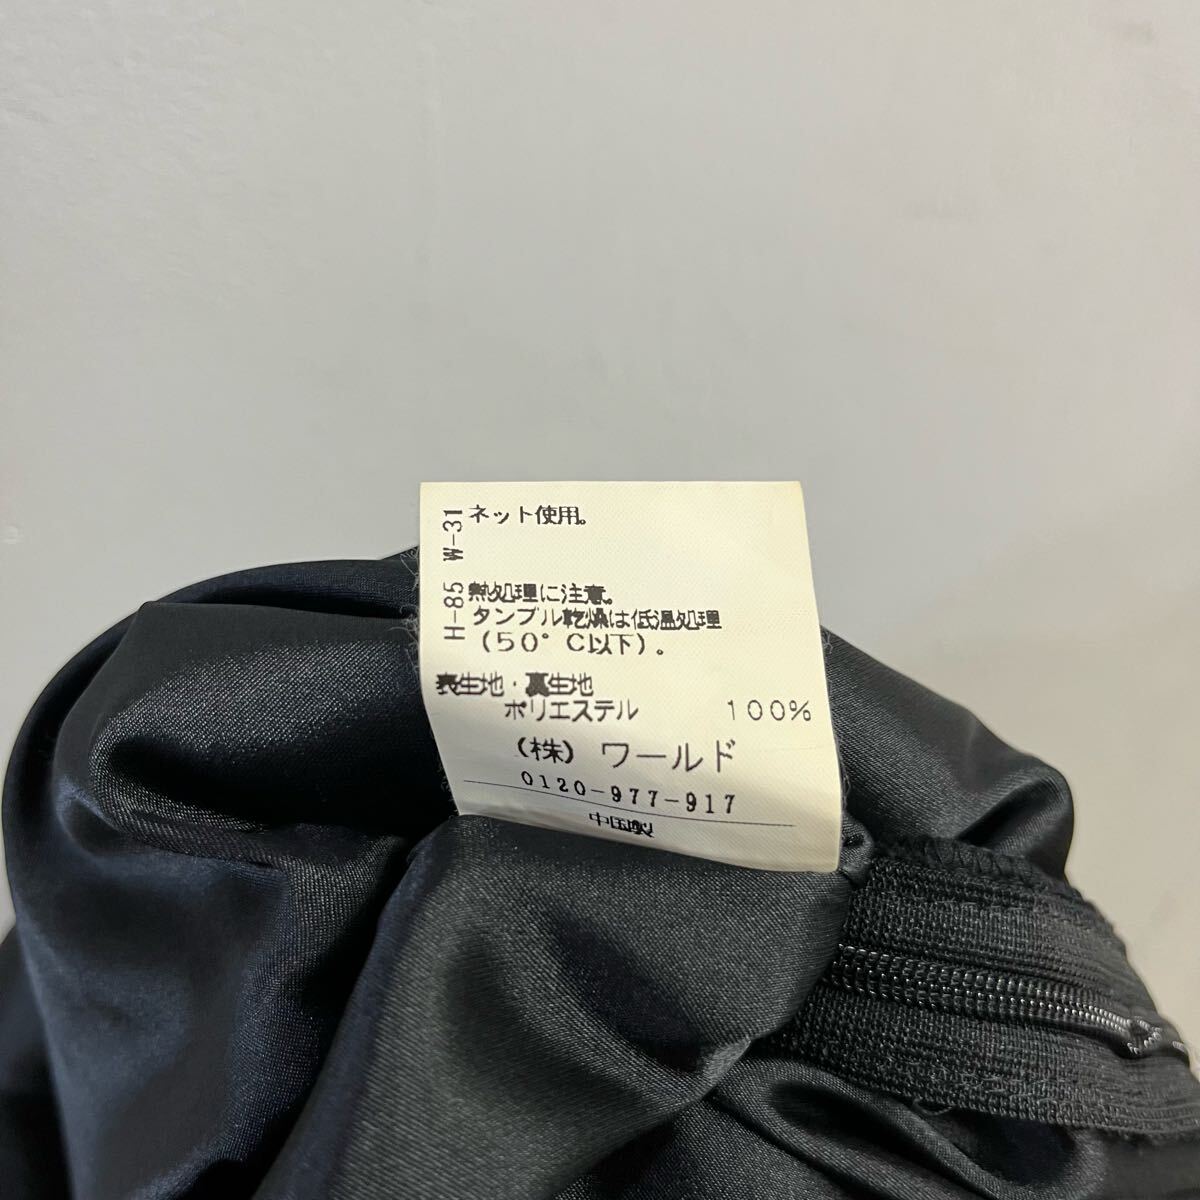 ネット使用。
熱処理に注意。
タンブル乾燥は低温処理
（50°C以下）。
表生地・裏生地
ポリエステル 100%
（株）ワールド
0120-977-917
中国製
H-85 W-31